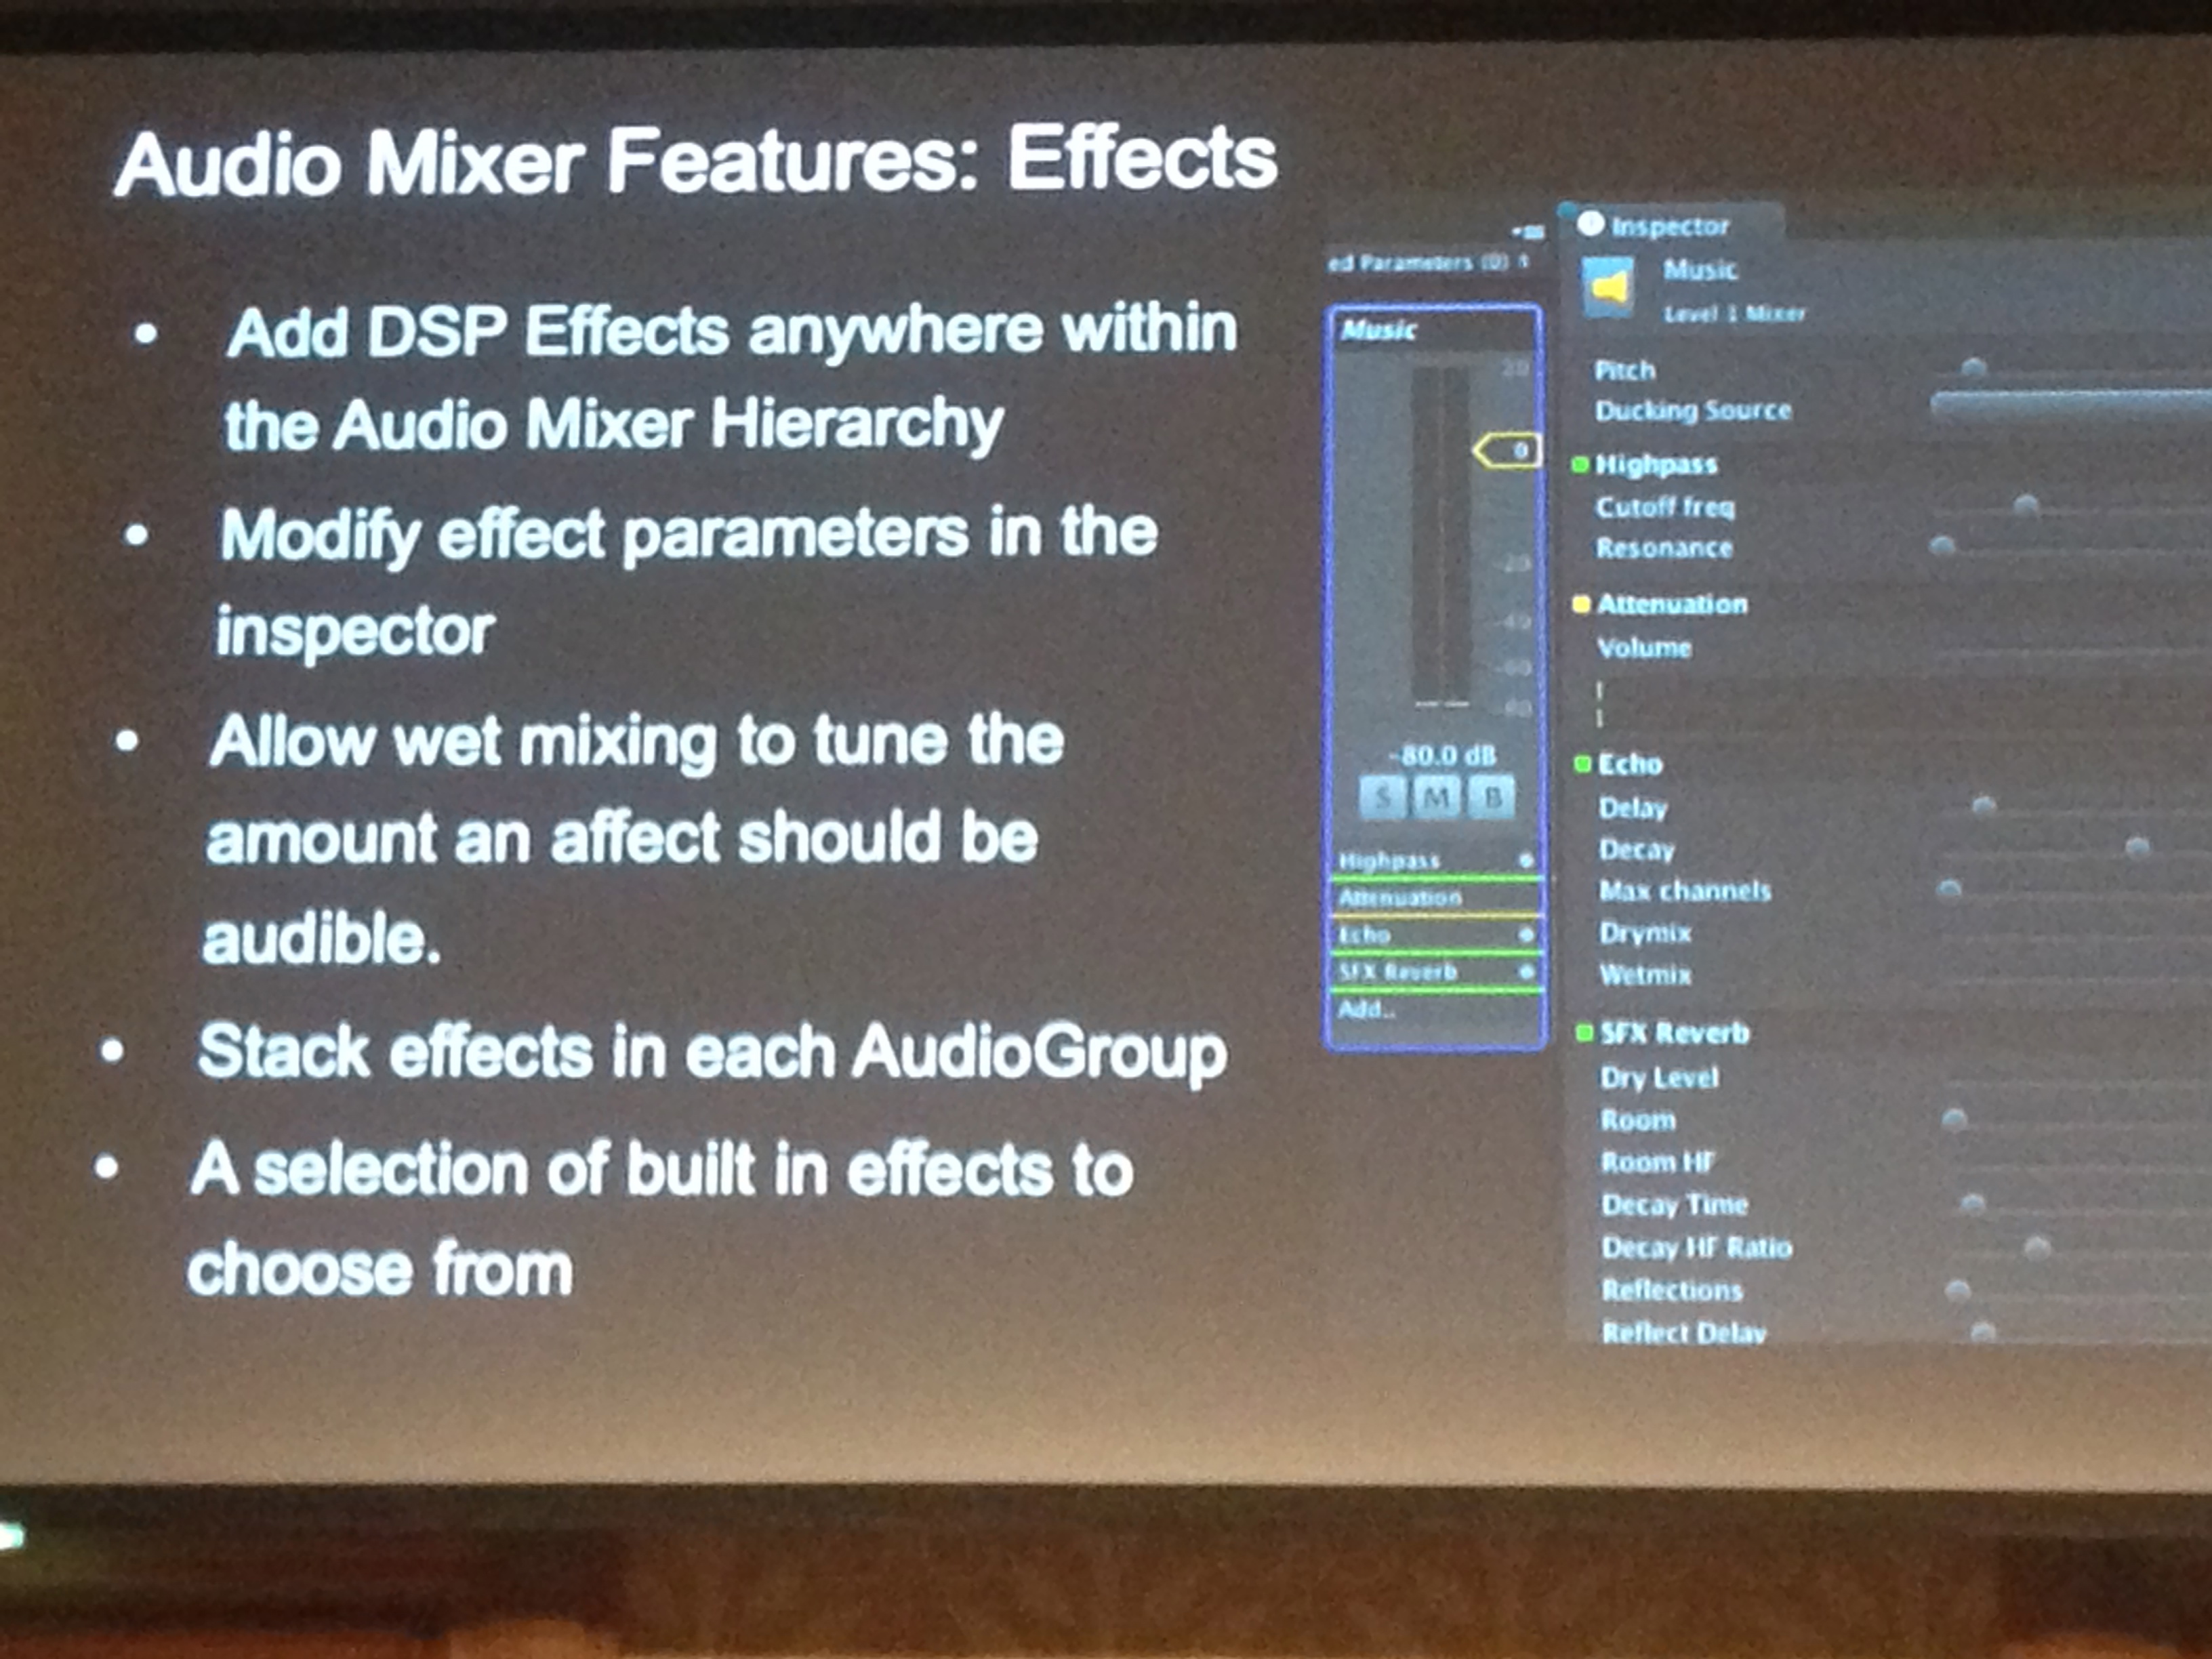 Audio Mixer Features: Effects
• Add DSP Effects anywhere within
the Audio Mixer Hierarchy
• Modify effect parameters in the
inspector
• Allow wet mixing to tune the
amount an affect should be
audible.
• Stack effects in each AudioGroup
• A selection of built in effects to
choose from
ed Parameters (0)
Music
20
0
-20
-40
-60
-80
-80.0 dB
S M B
Highpass
Attenuation
Echo
SFX Reverb
Add..
Inspector
Music
Level 1 Mixer
Pitch
Ducking Source
Highpass
Cutoff freq
Resonance
Attenuation
Volume
Echo
Delay
Decay
Max channels
Drymix
Wetmix
SFX Reverb
Dry Level
Room
Room HF
Decay Time
Decay HF Ratio
Reflections
Reflect Delay